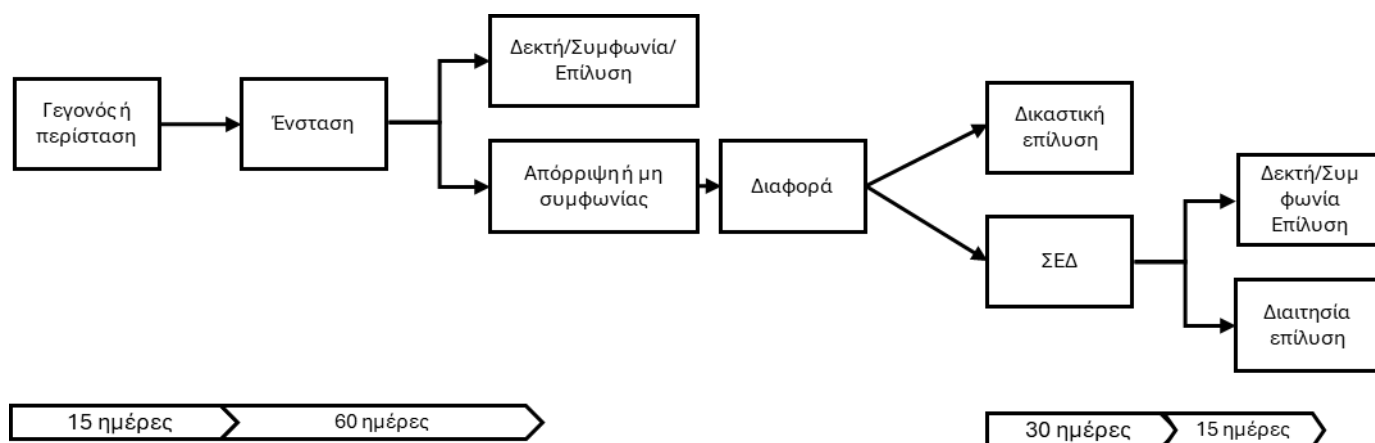 Γεγονός ή
περίσταση
Ένσταση
Δεκτή/Συμφωνία/
Επίλυση
Απόρριψη ή μη
συμφωνίας
Διαφορά
Δικαστική
επίλυση
ΣΕΔ
Δεκτή/Συμ
φωνία
Επίλυση
Διαιτησία
επίλυση
15 ημέρες
60 ημέρες
30 ημέρες
15 ημέρες